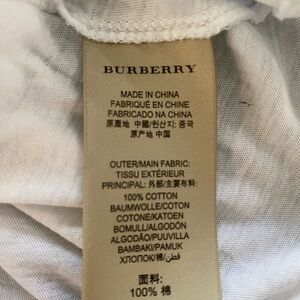 BURBERRY
MADE IN CHINA
FABRIQUÉ EN CHINE
FABRICADO NA CHINA
原產地 中國/원산지: 중국
原产地 中国
OUTER/MAIN FABRIC:
TISSU EXTÉRIEUR
PRINCIPAL: 外部/主要布料:
100% COTTON
BAUMWOLLE/COTON
COTONE/KATOEN
BOMULL/ALGODÓN
ALGODÃO/PUUVILLA
BAMBAKI/PAMUK
ХЛОПОК/棉/قطن
面料:
100% 棉